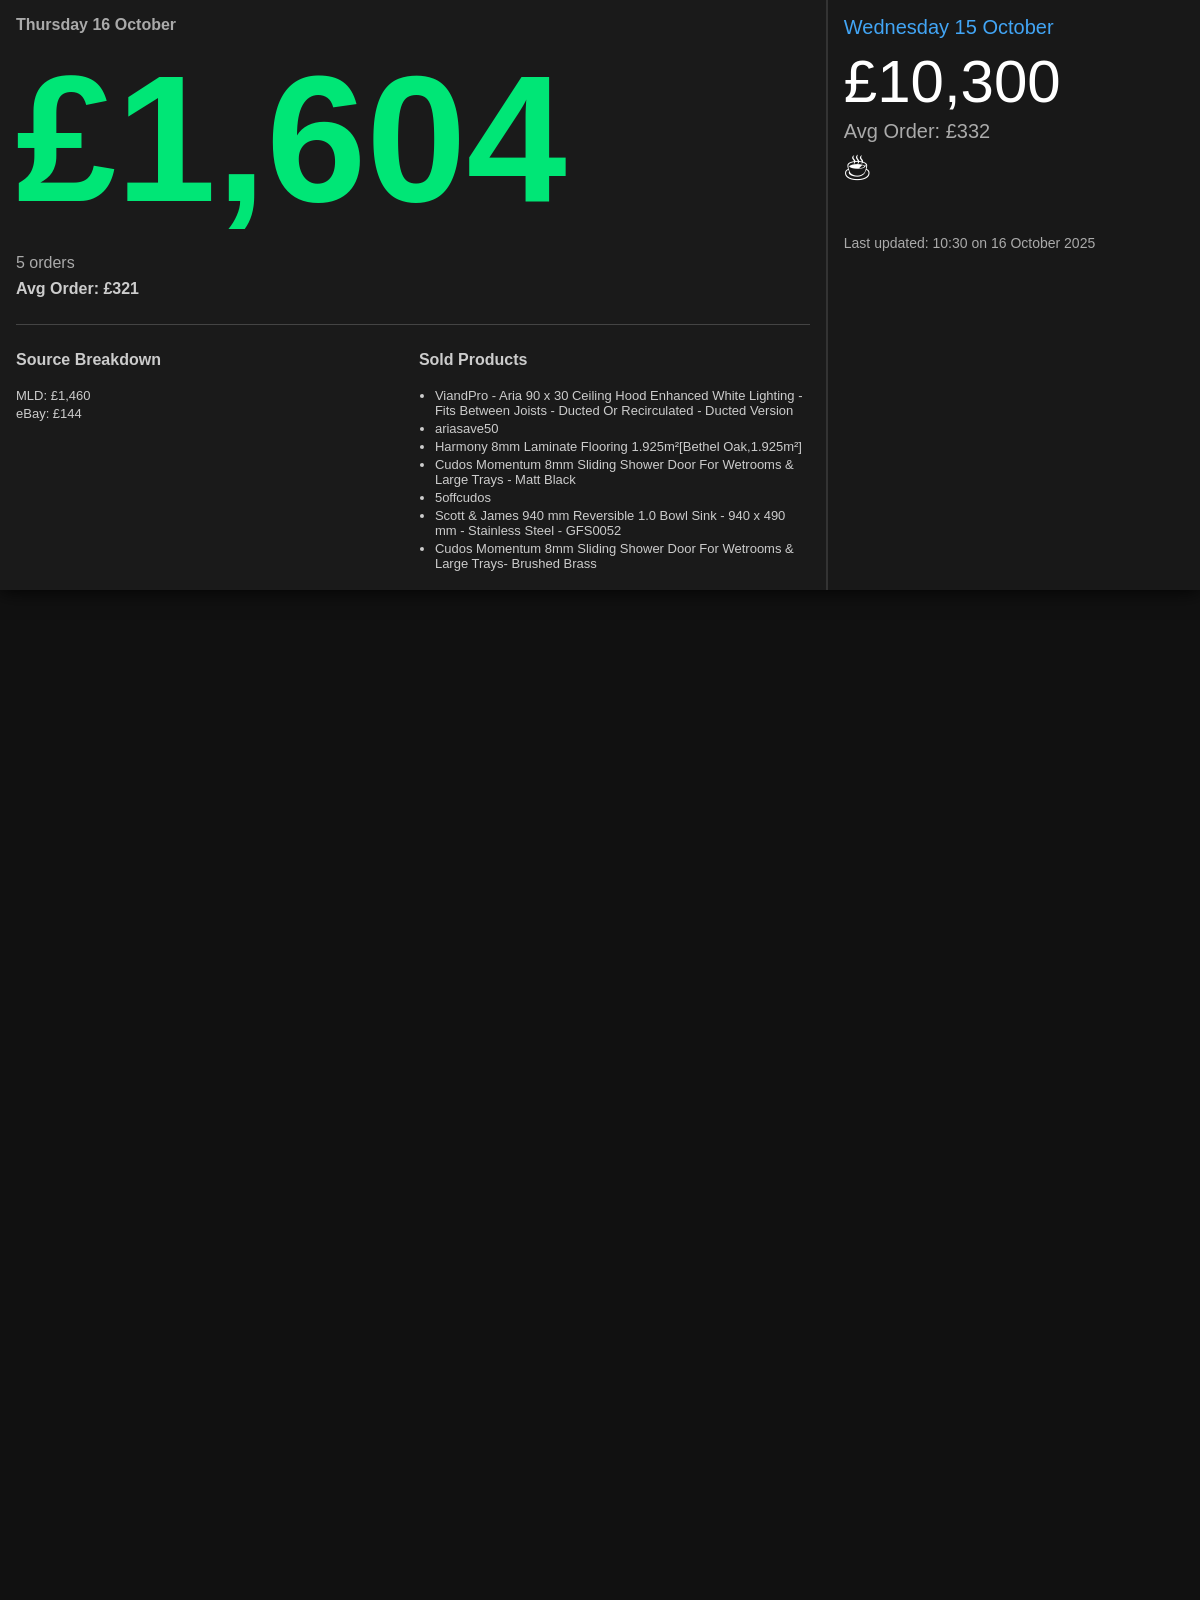 Thursday 16 October
£1,604
5 orders
Avg Order: £321
Source Breakdown
MLD: £1,460
eBay: £144
Sold Products
ViandPro - Aria 90 x 30 Ceiling Hood Enhanced White Lighting -
Fits Between Joists - Ducted Or Recirculated - Ducted Version
ariasave50
Harmony 8mm Laminate Flooring 1.925m²[Bethel Oak,1.925m²]
Cudos Momentum 8mm Sliding Shower Door For Wetrooms &
Large Trays - Matt Black
5offcudos
Scott & James 940 mm Reversible 1.0 Bowl Sink - 940 x 490
mm - Stainless Steel - GFS0052
Cudos Momentum 8mm Sliding Shower Door For Wetrooms &
Large Trays- Brushed Brass
Wednesday 15 October
£10,300
Avg Order: £332
Last updated: 10:30 on 16 October 2025